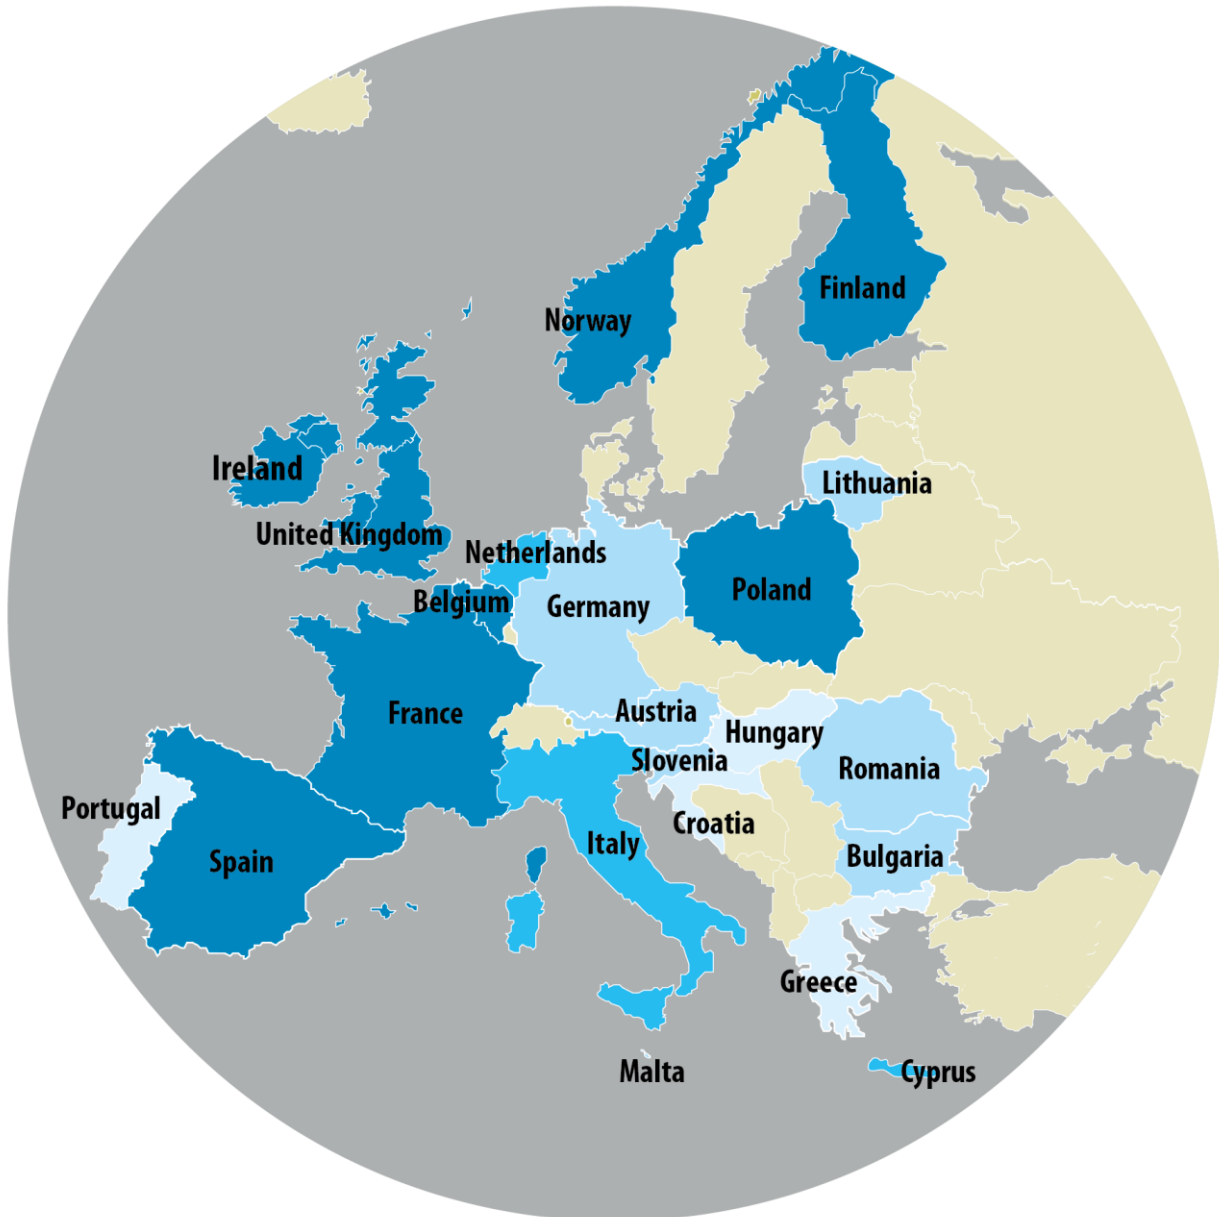 Finland
Norway
Ireland
Lithuania
United Kingdom
Netherlands
Poland
Belgium
Germany
France
Austria
Hungary
Slovenia
Romania
Portugal
Croatia
Italy
Bulgaria
Spain
Greece
Malta
Cyprus